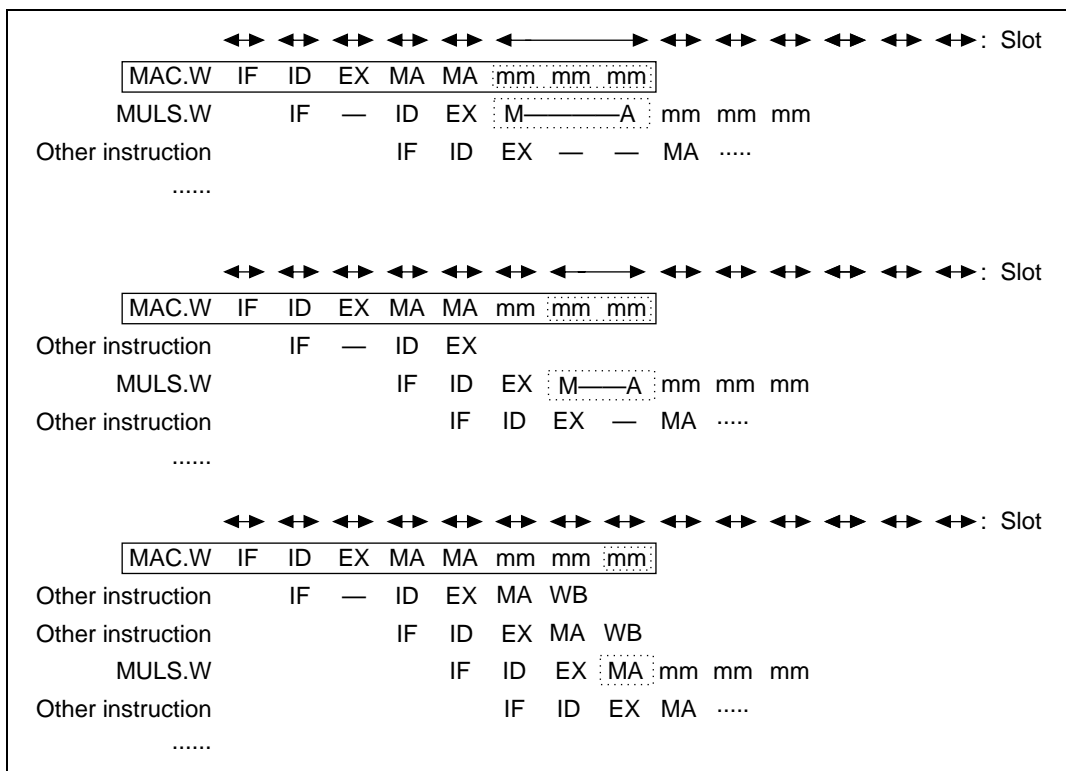 : Slot
MAC.W IF ID EX MA MA mm mm mm
MULS.W IF — ID EX M————A mm mm mm
Other instruction IF ID EX — — MA ·····
......
: Slot
MAC.W IF ID EX MA MA mm mm mm
Other instruction IF — ID EX
MULS.W IF ID EX M——A mm mm mm
Other instruction IF ID EX — MA ·····
......
: Slot
MAC.W IF ID EX MA MA mm mm mm
Other instruction IF — ID EX MA WB
Other instruction IF ID EX MA WB
MULS.W IF ID EX MA mm mm mm
Other instruction IF ID EX MA ·····
......